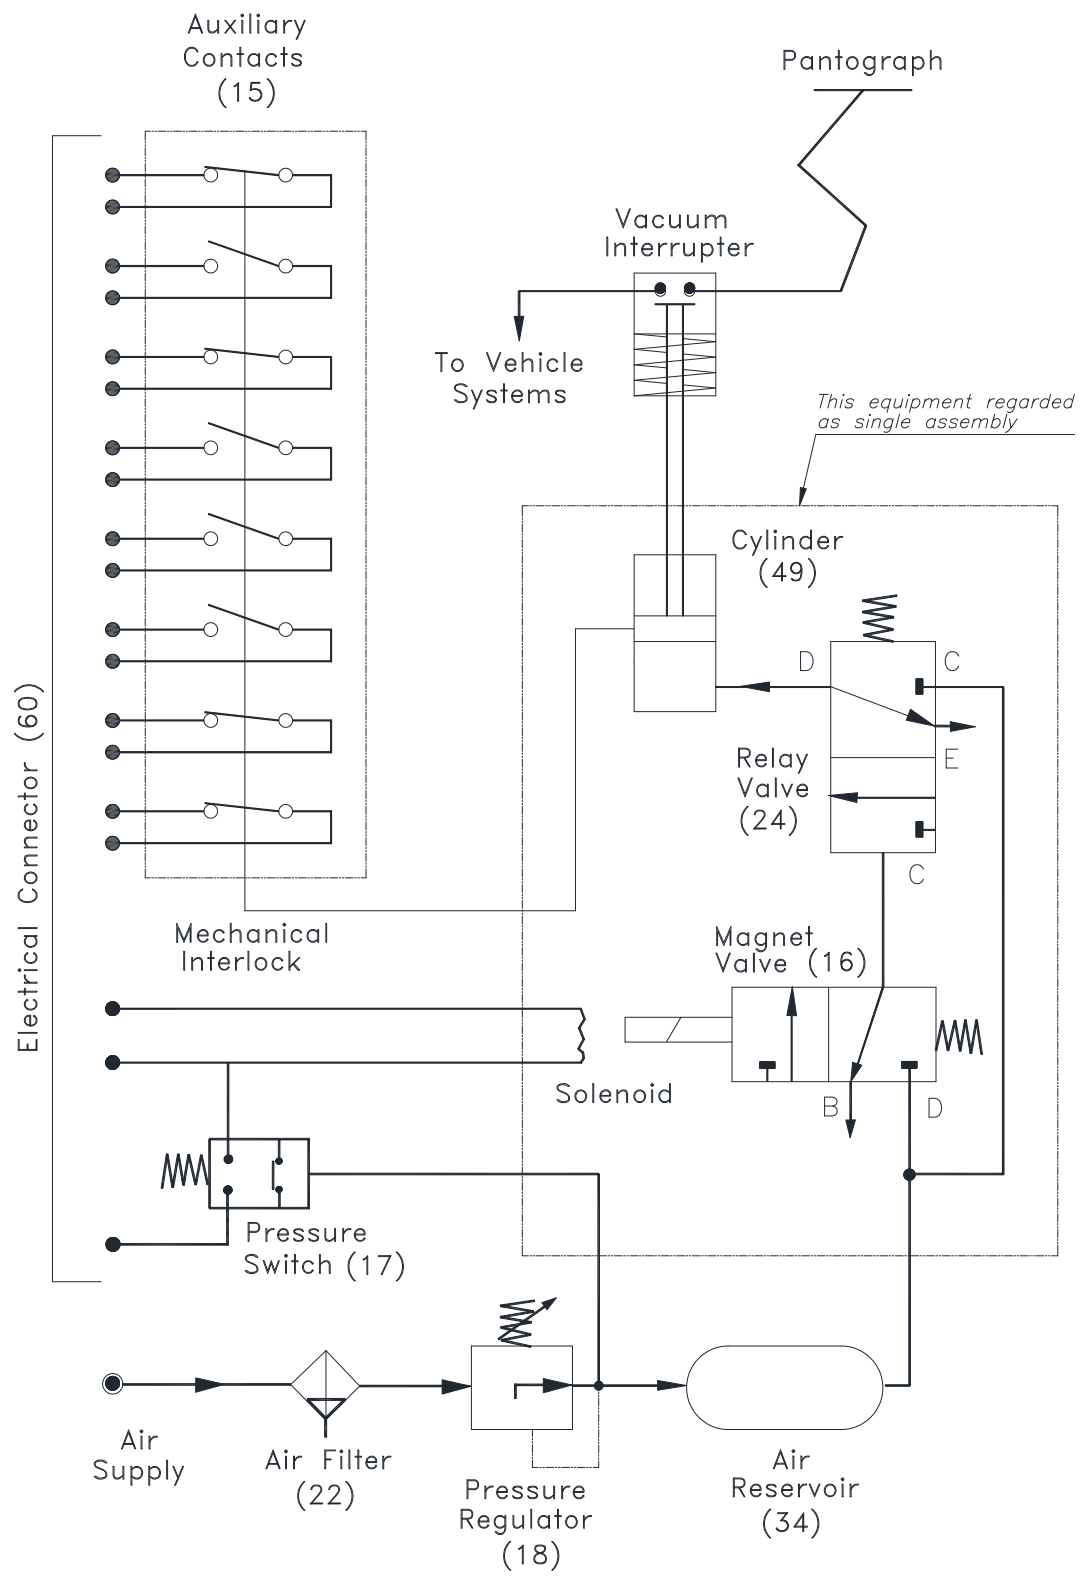 Auxiliary
Contacts
(15)
Pantograph
Vacuum
Interrupter
To Vehicle
Systems
This equipment regarded
as single assembly
Cylinder
(49)
D
C
E
Relay
Valve
(24)
C
Electrical Connector (60)
Mechanical
Interlock
Magnet
Valve (16)
Solenoid
B
D
Pressure
Switch (17)
Air
Supply
Air Filter
(22)
Pressure
Regulator
(18)
Air
Reservoir
(34)